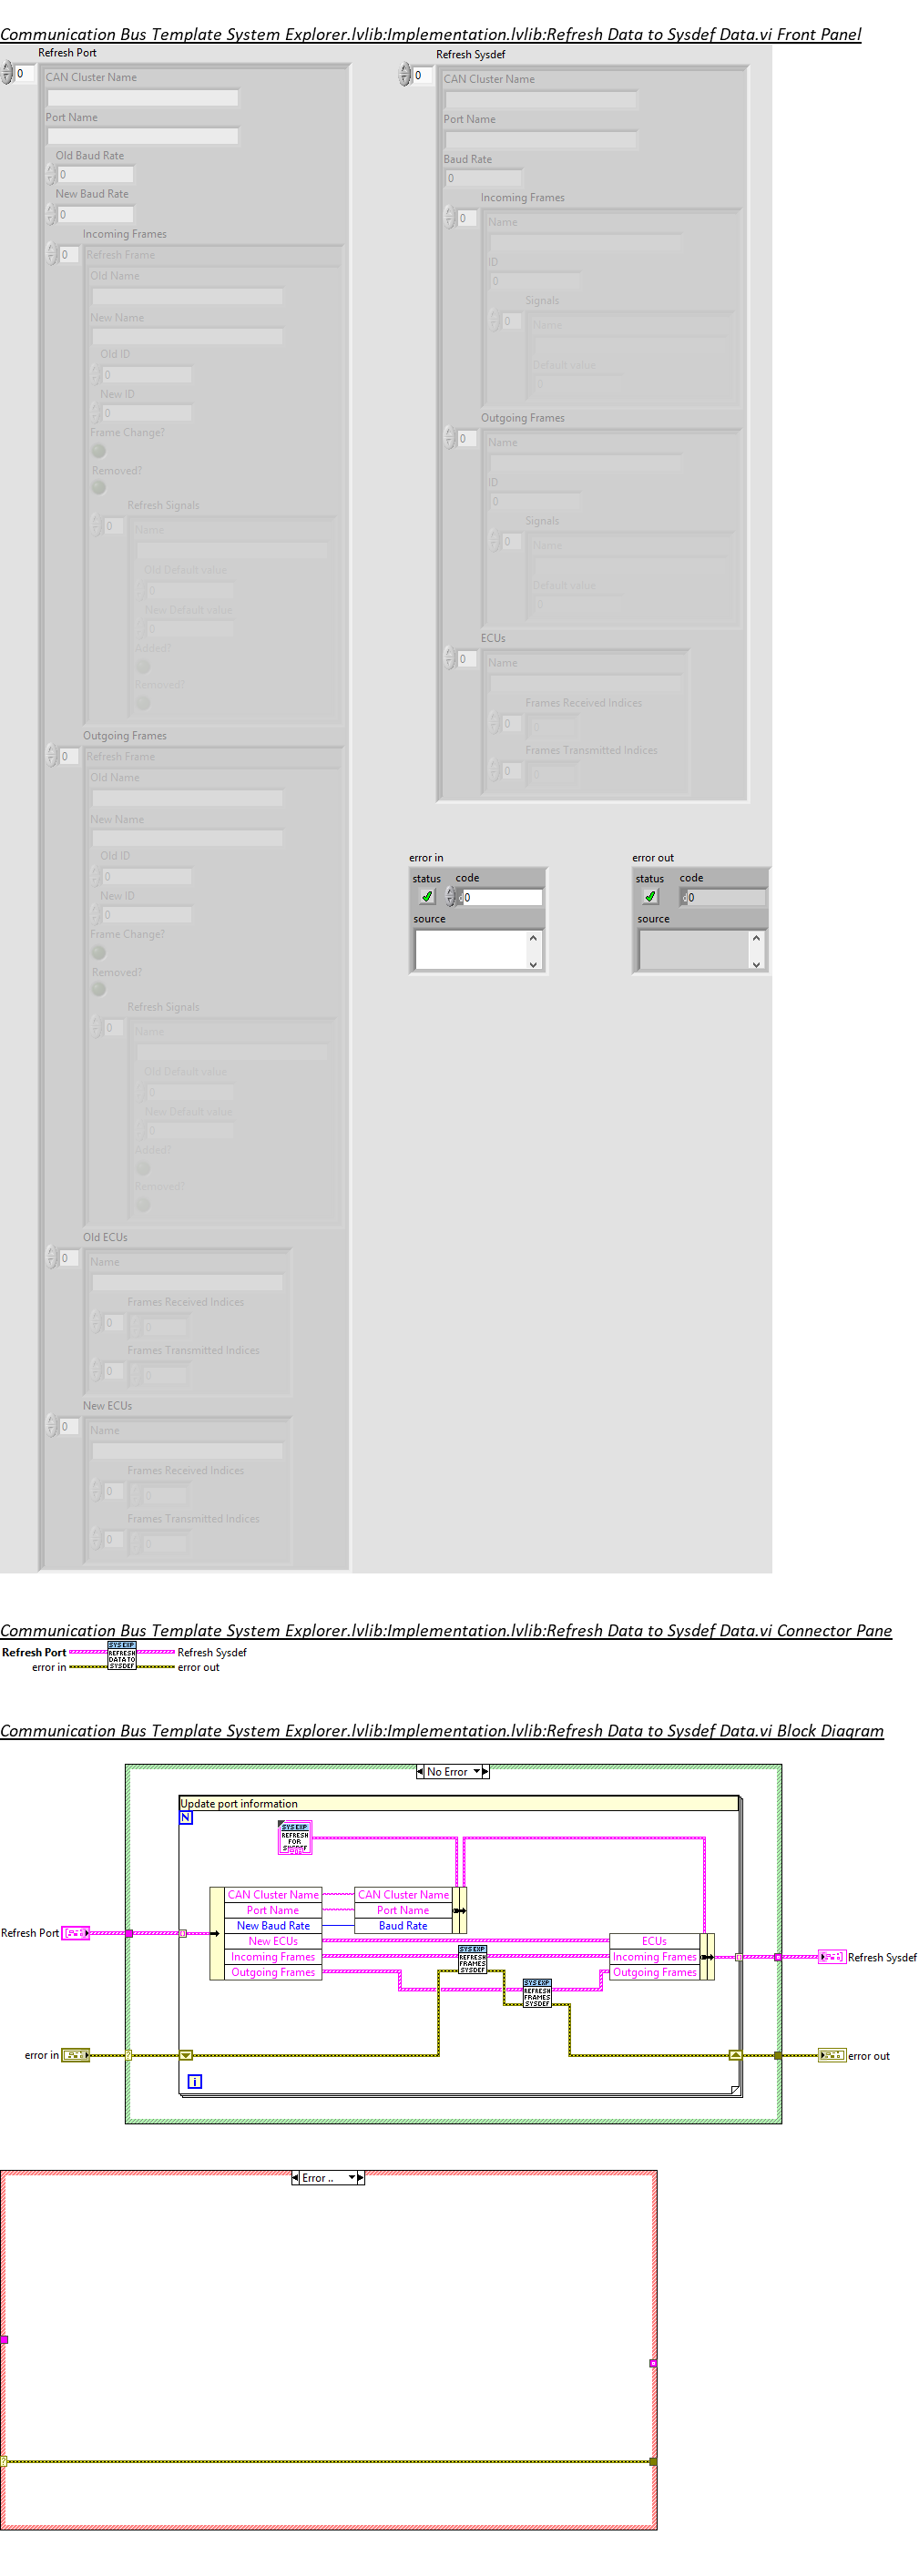 Communication Bus Template System Explorer.lvlib:Implementation.lvlib:Refresh Data to Sysdef Data.vi Front Panel
Refresh Port
0
CAN Cluster Name
Port Name
Old Baud Rate
0
New Baud Rate
0
Incoming Frames
0
Refresh Frame
Old Name
New Name
Old ID
0
New ID
0
Frame Change?
Removed?
Refresh Signals
0
Name
Old Default value
0
New Default value
0
Added?
Removed?
Outgoing Frames
0
Refresh Frame
Old Name
New Name
Old ID
0
New ID
0
Frame Change?
Removed?
Refresh Signals
0
Name
Old Default value
0
New Default value
0
Added?
Removed?
Old ECUs
0
Name
Frames Received Indices
0
0
Frames Transmitted Indices
0
0
New ECUs
0
Name
Frames Received Indices
0
0
Frames Transmitted Indices
0
0
Refresh Sysdef
0
CAN Cluster Name
Port Name
Baud Rate
0
Incoming Frames
0
Name
ID
0
Signals
0
Name
Default value
0
Outgoing Frames
0
Name
ID
0
Signals
0
Name
Default value
0
ECUs
0
Name
Frames Received Indices
0
0
Frames Transmitted Indices
0
0
error in
status code
0
source
error out
status code
0
source
Communication Bus Template System Explorer.lvlib:Implementation.lvlib:Refresh Data to Sysdef Data.vi Connector Pane
Refresh Port
error in
SYS EXP
REFRESH
DATA TO
SYSDEF
Refresh Sysdef
error out
Communication Bus Template System Explorer.lvlib:Implementation.lvlib:Refresh Data to Sysdef Data.vi Block Diagram
No Error
Update port information
N
SYS EXP
REFRESH
FOR
SYSDEF
CAN Cluster Name CAN Cluster Name
Port Name Port Name
New Baud Rate Baud Rate
New ECUs ECUs
Incoming Frames Incoming Frames
Outgoing Frames Outgoing Frames
SYS EXP
REFRESH
FRAMES
SYSDEF
SYS EXP
REFRESH
FRAMES
SYSDEF
Refresh Port
Refresh Sysdef
error in
error out
i
Error ..